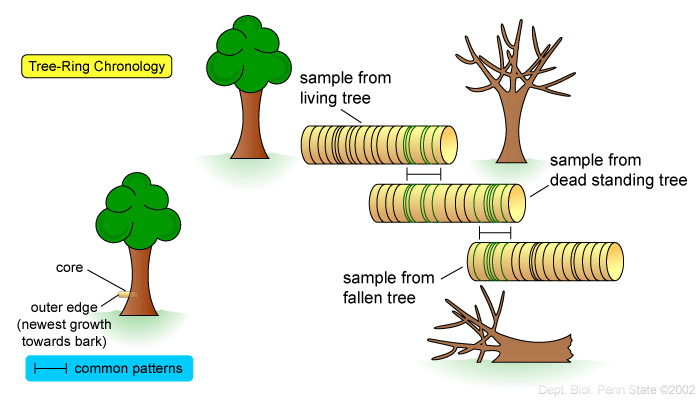 Tree-Ring Chronology
sample from
living tree
sample from
dead standing tree
core
outer edge
(newest growth
towards bark)
sample from
fallen tree
common patterns
Dept. Biol. Penn State ©2002